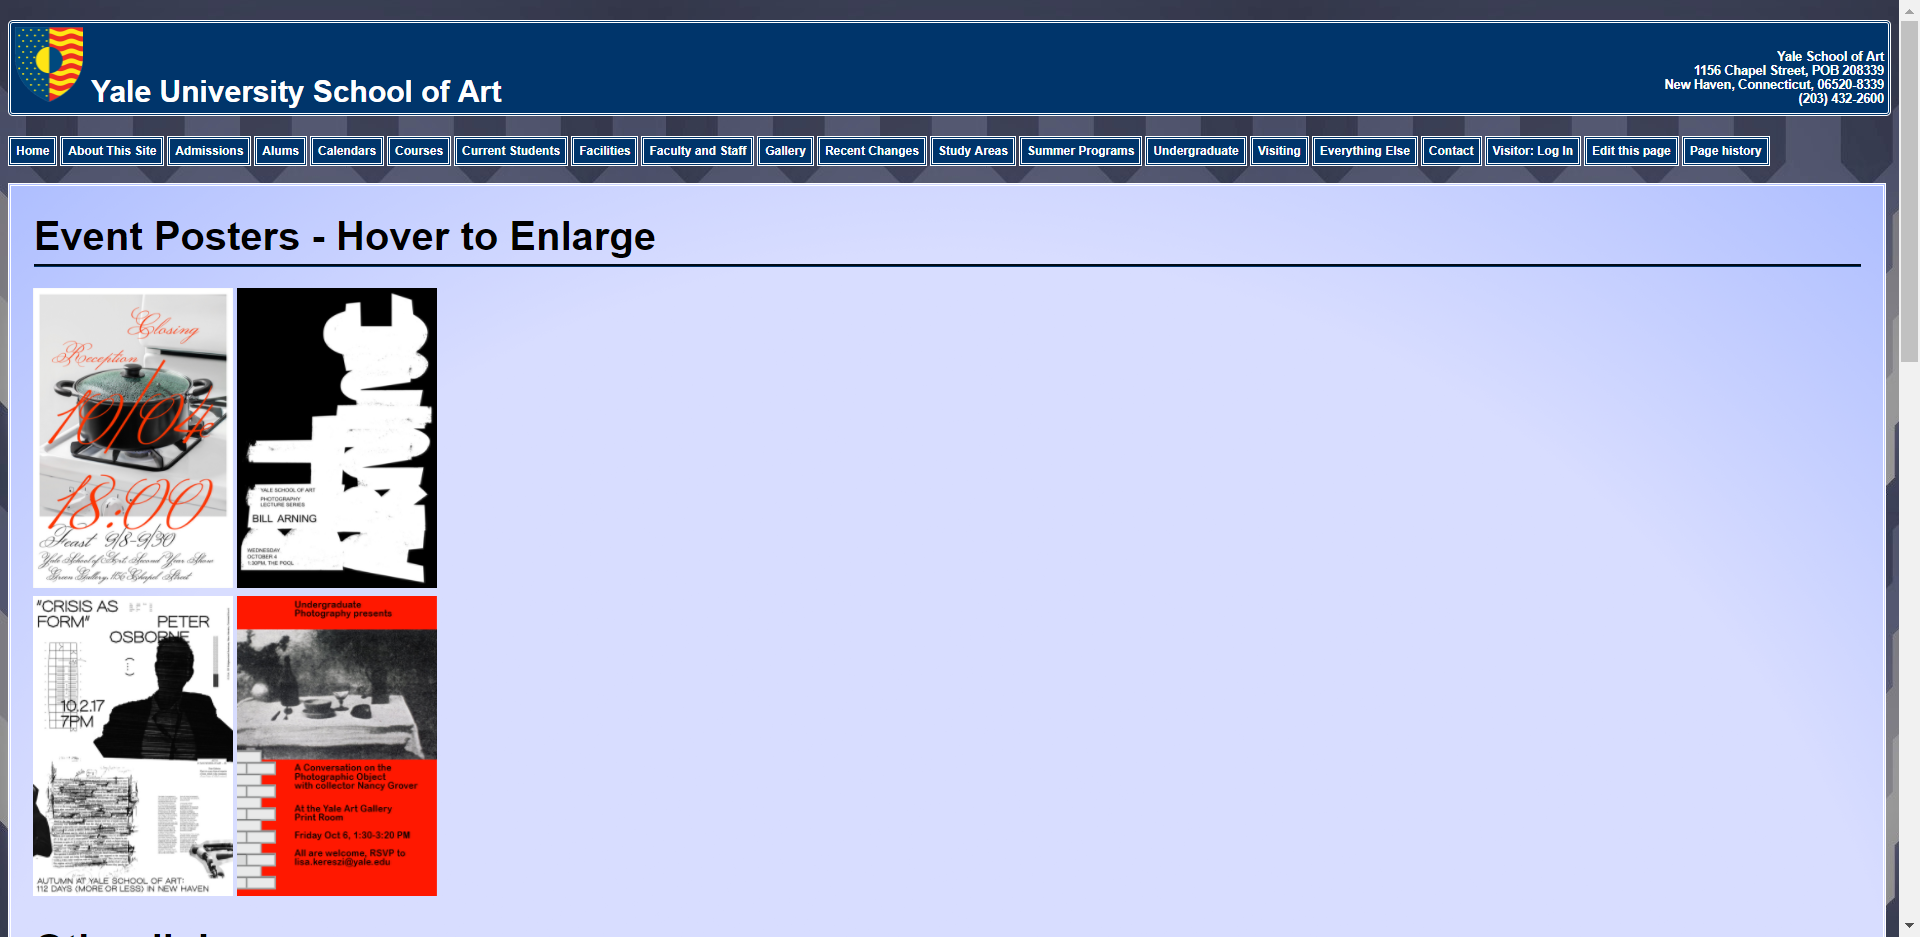 Yale University School of Art
Yale School of Art
1156 Chapel Street, POB 208339
New Haven, Connecticut, 06520-8339
(203) 432-2600
Home
About This Site
Admissions
Alums
Calendars
Courses
Current Students
Facilities
Faculty and Staff
Gallery
Recent Changes
Study Areas
Summer Programs
Undergraduate
Visiting
Everything Else
Contact
Visitor: Log In
Edit this page
Page history
Event Posters - Hover to Enlarge
Closing
Reception
10/04
18:00
Feast 9/8-9/30
Yale School of Art Second Year Show
Green Gallery, 1156 Chapel Street
YALE SCHOOL OF ART
PHOTOGRAPHY
LECTURE SERIES
BILL ARNING
WEDNESDAY
OCTOBER 4
1:30PM, THE POOL
"CRISIS AS
FORM"
PETER
OSBORNE
10.2.17
7PM
AUTUMN AT YALE SCHOOL OF ART:
112 DAYS (MORE OR LESS) IN NEW HAVEN
Undergraduate
Photography presents
A Conversation on the
Photographic Object
with collector Nancy Grover
At the Yale Art Gallery
Print Room
Friday Oct 6, 1:30-3:20 PM
All are welcome, RSVP to
lisa.kereszi@yale.edu